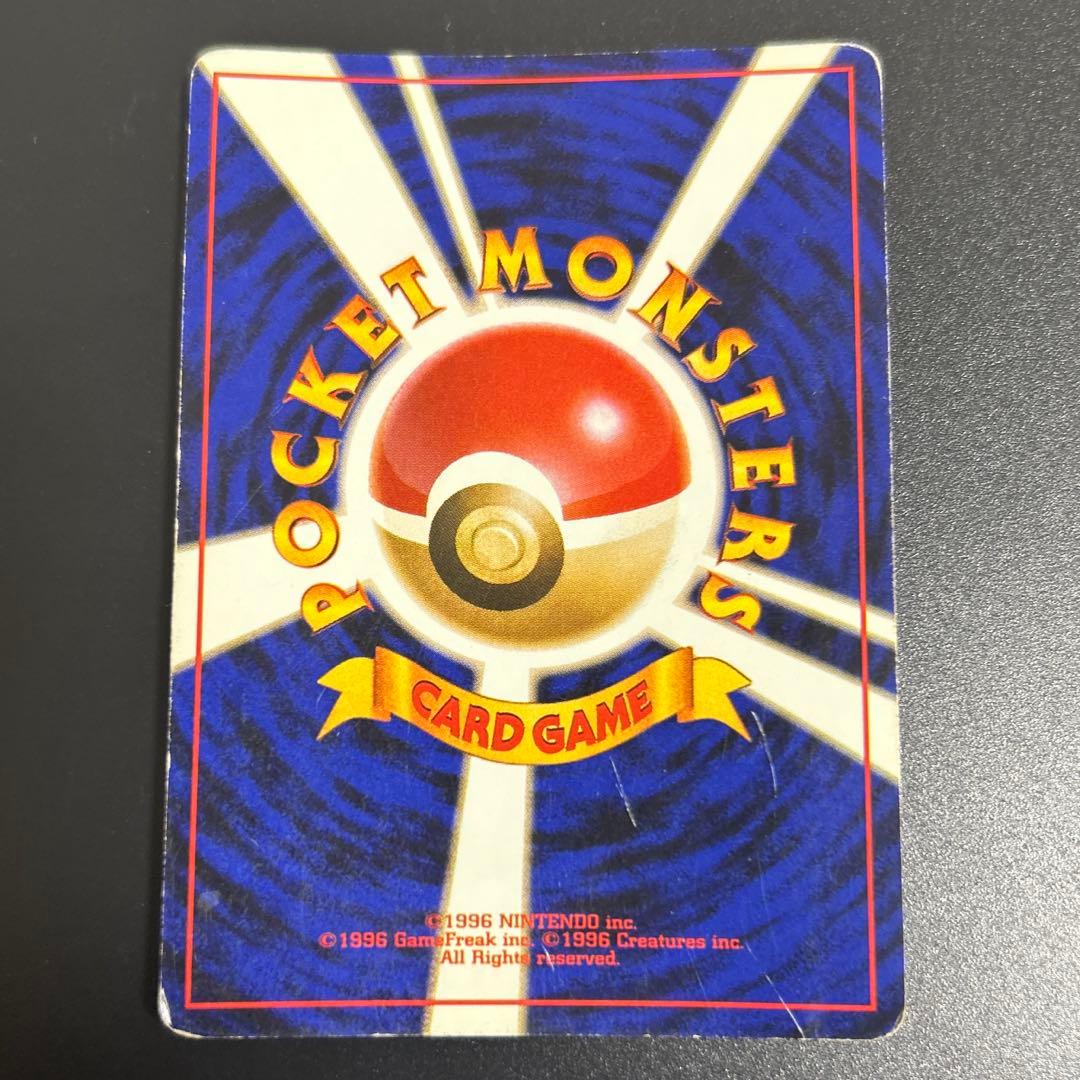 POCKET MONSTERS
CARD GAME
©1996 NINTENDO inc.
©1996 GameFreak inc. ©1996 Creatures inc.
All Rights reserved.